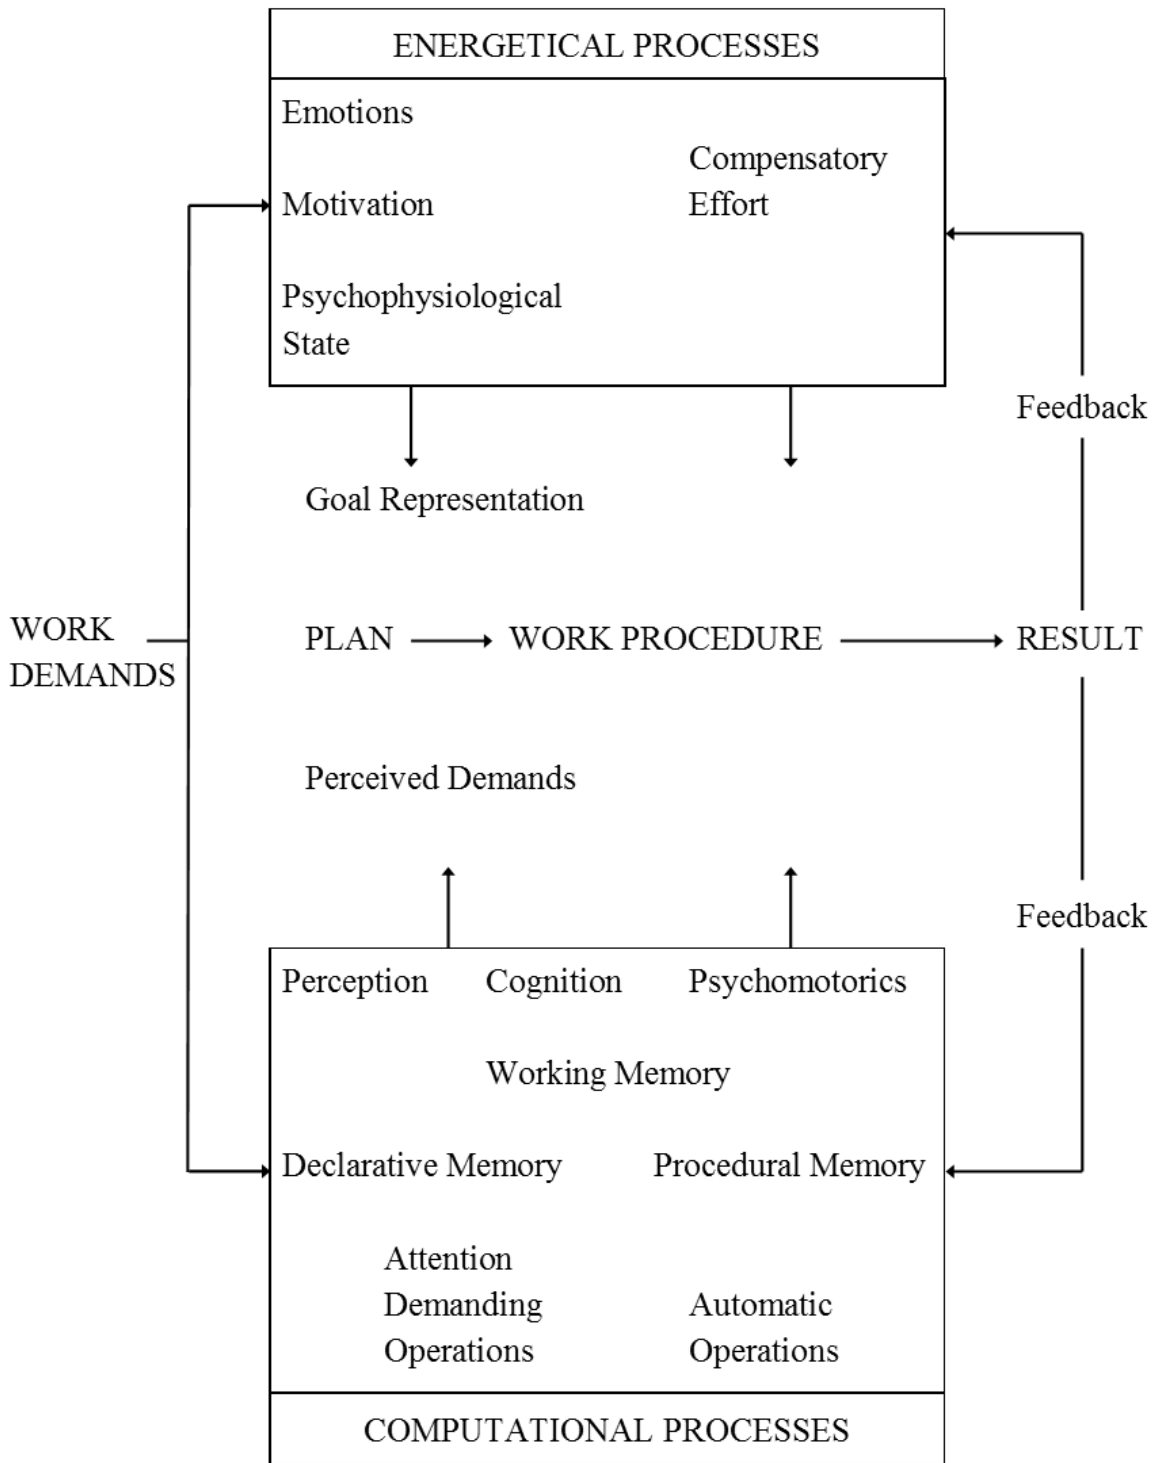 ENERGETICAL PROCESSES
Emotions
Compensatory
Effort
Motivation
Psychophysiological
State
Feedback
Goal Representation
WORK
DEMANDS
PLAN
WORK PROCEDURE
RESULT
Perceived Demands
Feedback
Perception
Cognition
Psychomotorics
Working Memory
Declarative Memory
Procedural Memory
Attention
Demanding
Operations
Automatic
Operations
COMPUTATIONAL PROCESSES